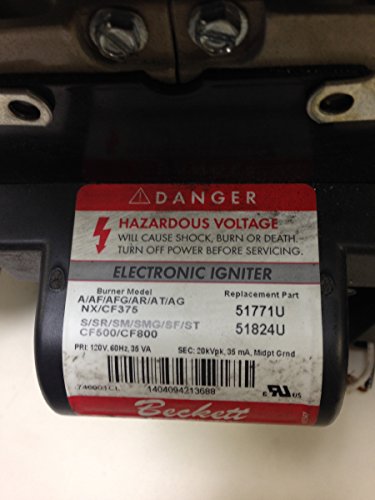 DANGER
HAZARDOUS VOLTAGE
WILL CAUSE SHOCK, BURN OR DEATH.
TURN OFF POWER BEFORE SERVICING.
ELECTRONIC IGNITER
Burner Model Replacement Part
A/AF/AFG/AR/AT/AG
NX/CF375 51771U
S/SR/SM/SMG/SF/ST
CF500/CF800 51824U
PRI: 120V, 60Hz, 35 VA SEC: 20kVpk, 35 mA, Midpt Grnd
1404094213688
Beckett